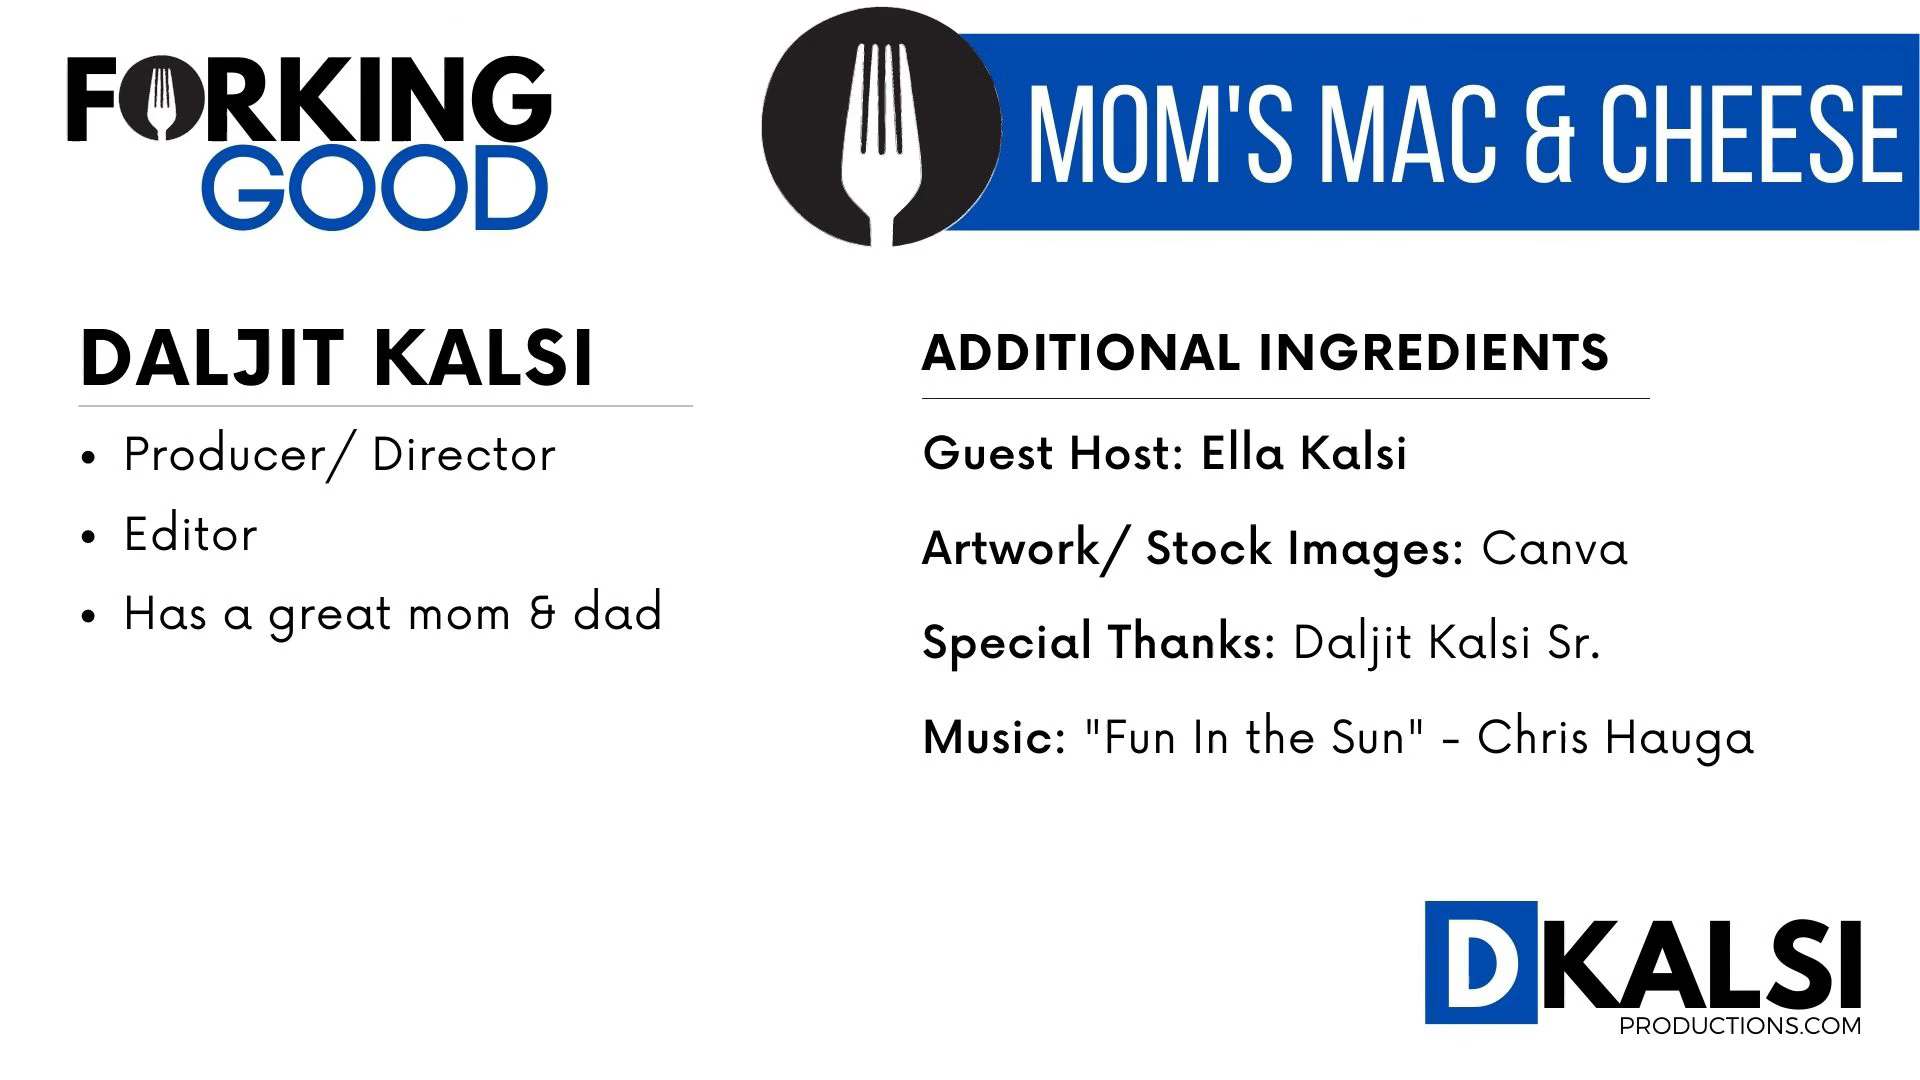 FORKING
GOOD
MOM'S MAC & CHEESE
DALJIT KALSI
• Producer/ Director
• Editor
• Has a great mom & dad
ADDITIONAL INGREDIENTS
Guest Host: Ella Kalsi
Artwork/ Stock Images: Canva
Special Thanks: Daljit Kalsi Sr.
Music: "Fun In the Sun" - Chris Hauga
DKALSI
PRODUCTIONS.COM